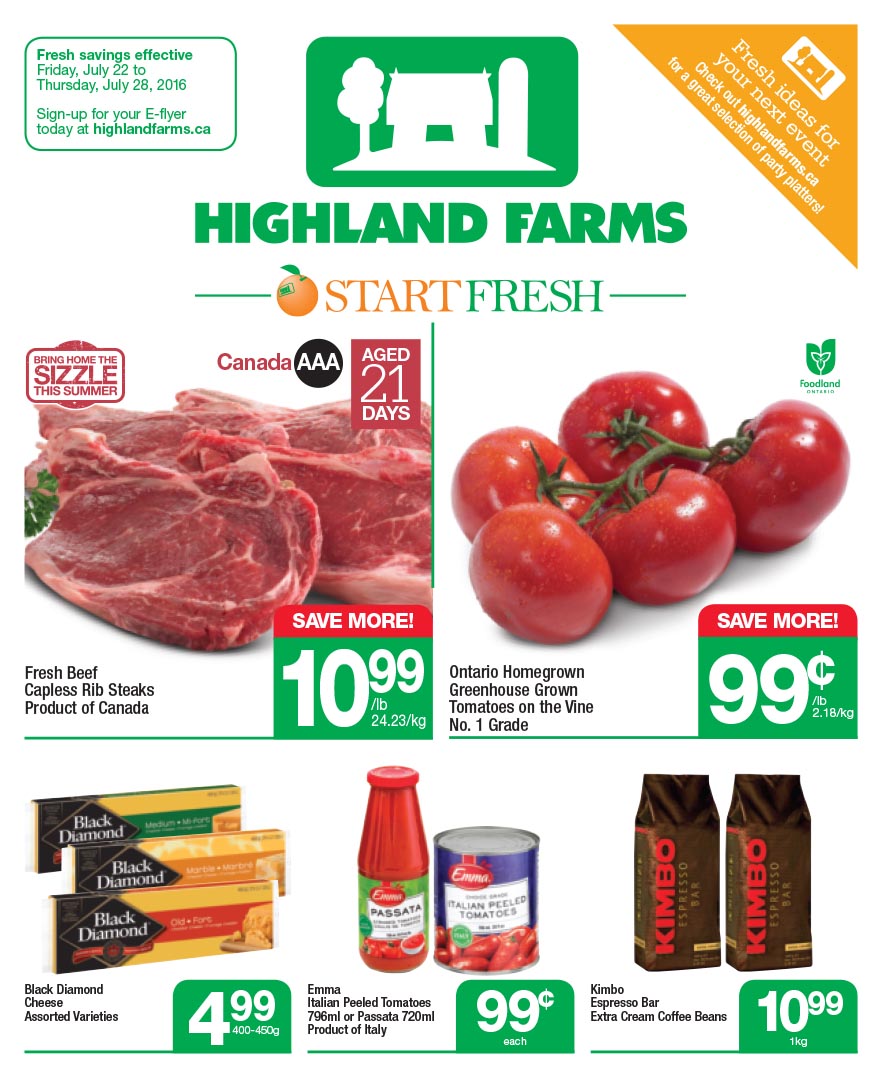 Fresh savings effective
Friday, July 22 to
Thursday, July 28, 2016
Sign-up for your E-flyer
today at highlandfarms.ca
Fresh ideas for
your next event
Check out highlandfarms.ca
for a great selection of party platters!
HIGHLAND FARMS
START FRESH
BRING HOME THE
SIZZLE
THIS SUMMER
Canada AAA
AGED
21
DAYS
Foodland
ONTARIO
SAVE MORE!
10.99
/lb
24.23/kg
Fresh Beef
Capless Rib Steaks
Product of Canada
SAVE MORE!
99¢
/lb
2.18/kg
Ontario Homegrown
Greenhouse Grown
Tomatoes on the Vine
No. 1 Grade
Black
Diamond
Medium • Mi-Fort
Black
Diamond
Marble • Marbré
Black
Diamond
Old • Fort
Emma
PASSATA
Emma
CHOICE GRADE
ITALIAN PEELED
TOMATOES
KIMBO
ESPRESSO
BAR
KIMBO
ESPRESSO
BAR
Black Diamond
Cheese
Assorted Varieties
4.99
400-450g
Emma
Italian Peeled Tomatoes
796ml or Passata 720ml
Product of Italy
99¢
each
Kimbo
Espresso Bar
Extra Cream Coffee Beans
10.99
1kg